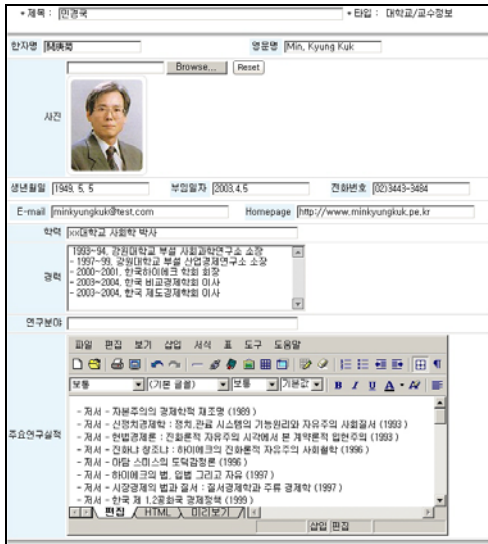 • 제목 : 민경국 • 타입 : 대학교/교수정보
한자명 閔庚菊 영문명 Min, Kyung Kuk
Browse... Reset
사진
생년월일 1949, 5, 5 부임일자 2003,4,5 전화번호 02)3443-3484
E-mail minkyungkuk@test.com Homepage http://www.minkyungkuk.pe.kr
학력 xx대학교 사회학 박사
1993~94, 강원대학교 부설 사회과학연구소 소장
- 1997~99, 강원대학교 부설 산업경제연구소 소장
- 2000~2001, 한국하이에크 학회 회장
경력 - 2003~2004, 한국 비교경제학회 이사
- 2003~2004, 한국 제도경제학회 이사
연구분야
파일 편집 보기 삽입 서식 표 도구 도움말
보통 (기본 글꼴) 보통 기본값 B I U A
- 저서 - 자본주의의 경제학적 재조명 (1989 )
- 저서 - 신정치경제학 : 정치,관료 시스템의 기능원리와 자유주의 사회질서 (1993 )
- 저서 - 헌법경제론 : 진화론적 자유주의 시각에서 본 계약론적 입헌주의 (1993 )
- 저서 - 진화냐 창조냐 : 하이에크의 진화론적 자유주의 사회철학 (1996 )
주요연구실적 - 저서 - 아담 스미스의 도덕감정론 (1996 )
- 저서 - 하이에크의 법, 입법 그리고 자유 (1997 )
- 저서 - 시장경제의 법과 질서 : 질서경제학과 주류 경제학 (1997 )
- 저서 - 한국 제 1,2공화국 경제정책 (1999 )
편집 HTML 미리보기
삽입 편집